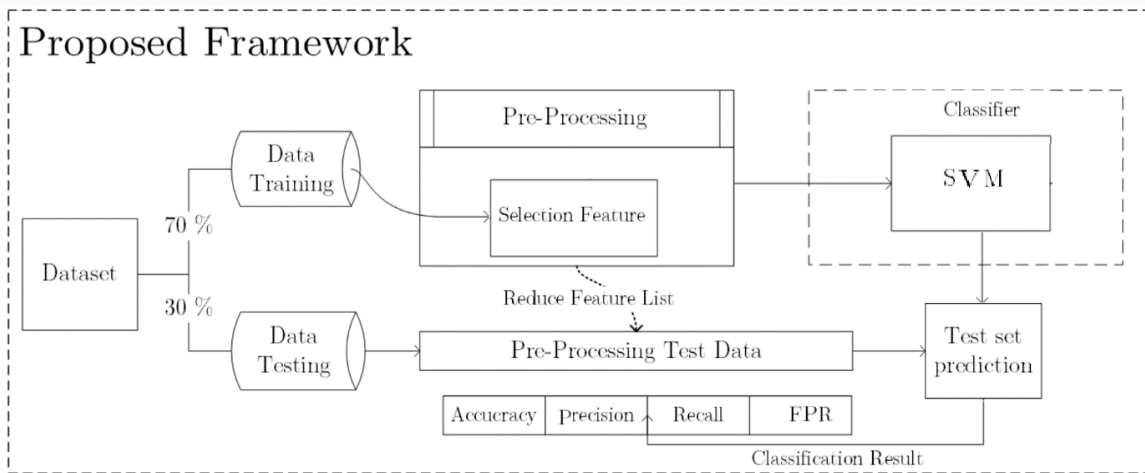 Proposed Framework
Pre-Processing
Classifier
Data
Training
SVM
Selection Feature
70 %
Dataset
30 %
Reduce Feature List
Data
Testing
Pre-Processing Test Data
Test set
prediction
Accucracy
Precision
Recall
FPR
Classification Result